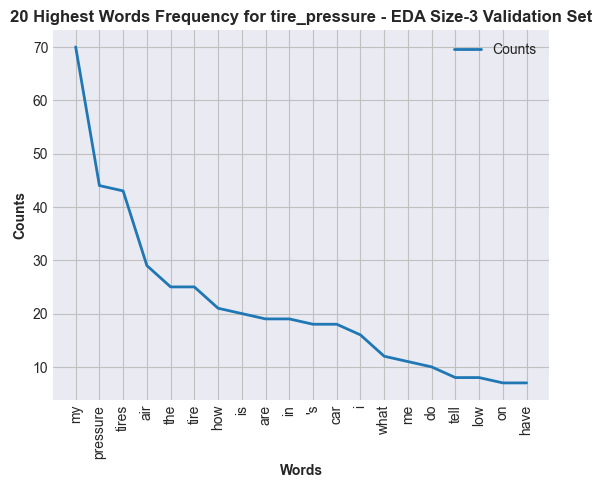 20 Highest Words Frequency for tire_pressure - EDA Size-3 Validation Set
Counts
70
60
50
40
30
20
10
Counts
my
pressure
tires
air
the
tire
how
is
are
in
's
car
i
what
me
do
tell
low
on
have
Words